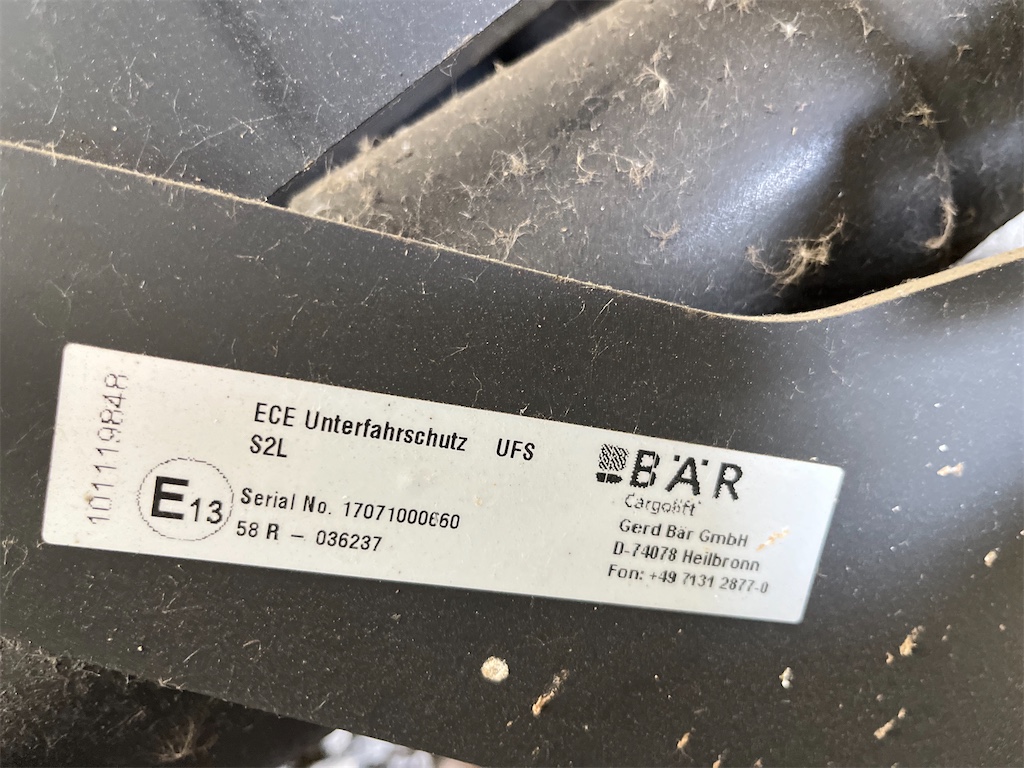 101119848
ECE Unterfahrschutz UFS
S2L
E13
Serial No. 17071000660
58 R - 036237
BÄR
Cargolift
Gerd Bär GmbH
D-74078 Heilbronn
Fon: +49 7131 2877-0